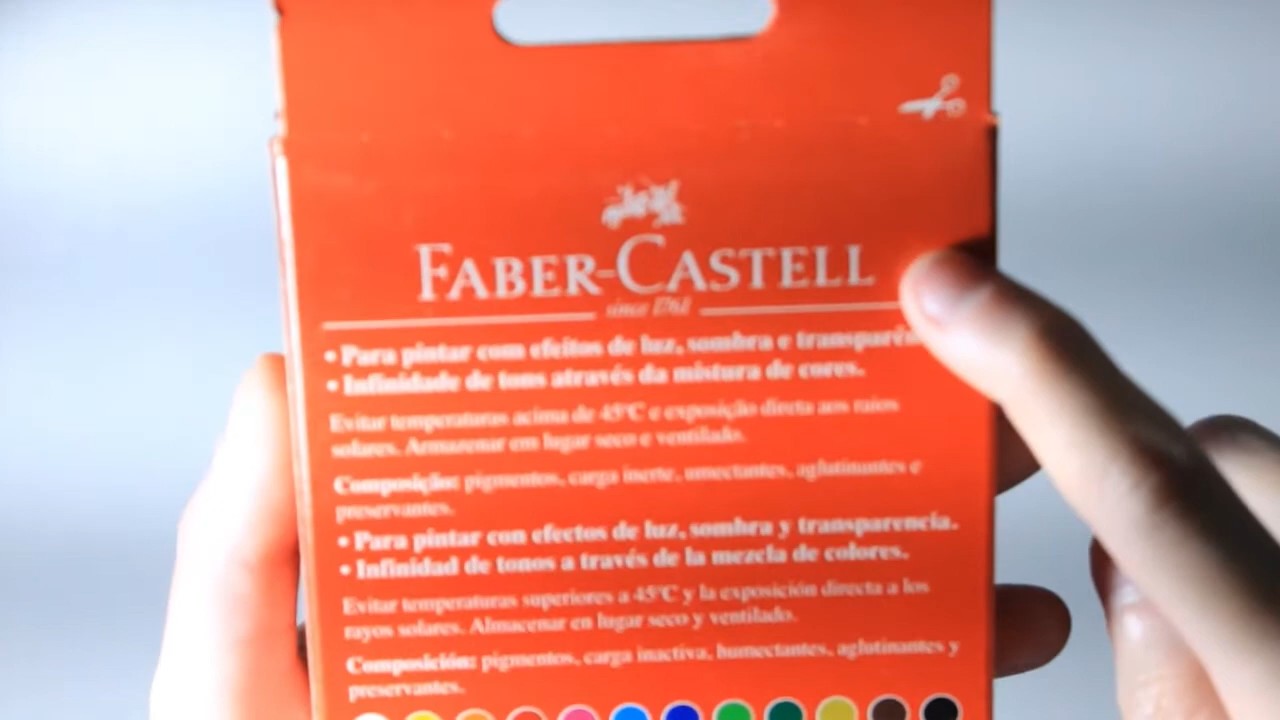 FABER-CASTELL
since 1761
• Para pintar com efeitos de luz, sombra e
• Infinidade de tons através da mistura de cores.
Evitar temperaturas acima de 45°C e exposição directa aos raios
solares. Armazenar em lugar seco e ventilado.
Composição: pigmentos, carga inerte, umectantes, aglutinantes e
preservantes.
• Para pintar con efectos de luz, sombra y transparencia.
• Infinidad de tonos a través de la mezcla de colores.
Evitar temperaturas superiores a 45°C y la exposición directa a los
rayos solares. Almacenar en lugar seco y ventilado.
Composición: pigmentos, carga inactiva, humectantes, aglutinantes y
preservantes.